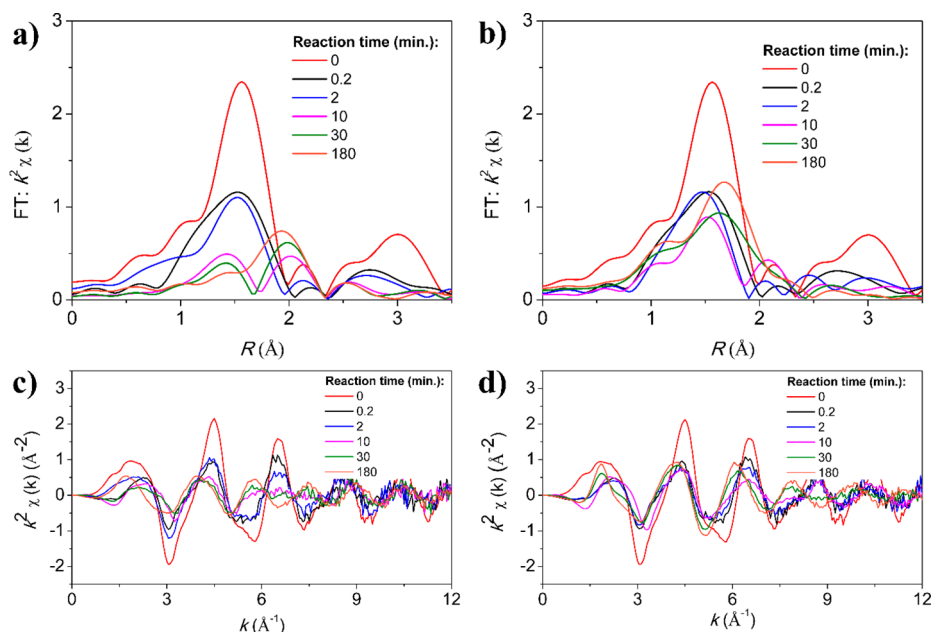 a)
FT: k² χ (k)
3
2
1
0
Reaction time (min.):
0
0.2
2
10
30
180
0 1 2 3
R (Å)
b)
FT: k² χ (k)
3
2
1
0
Reaction time (min.):
0
0.2
2
10
30
180
0 1 2 3
R (Å)
c)
k² χ (k) (Å⁻²)
3
2
1
0
-1
-2
Reaction time (min.):
0
0.2
2
10
30
180
0 3 6 9 12
k (Å⁻¹)
d)
k² χ (k) (Å⁻²)
3
2
1
0
-1
-2
Reaction time (min.):
0
0.2
2
10
30
180
0 3 6 9 12
k (Å⁻¹)